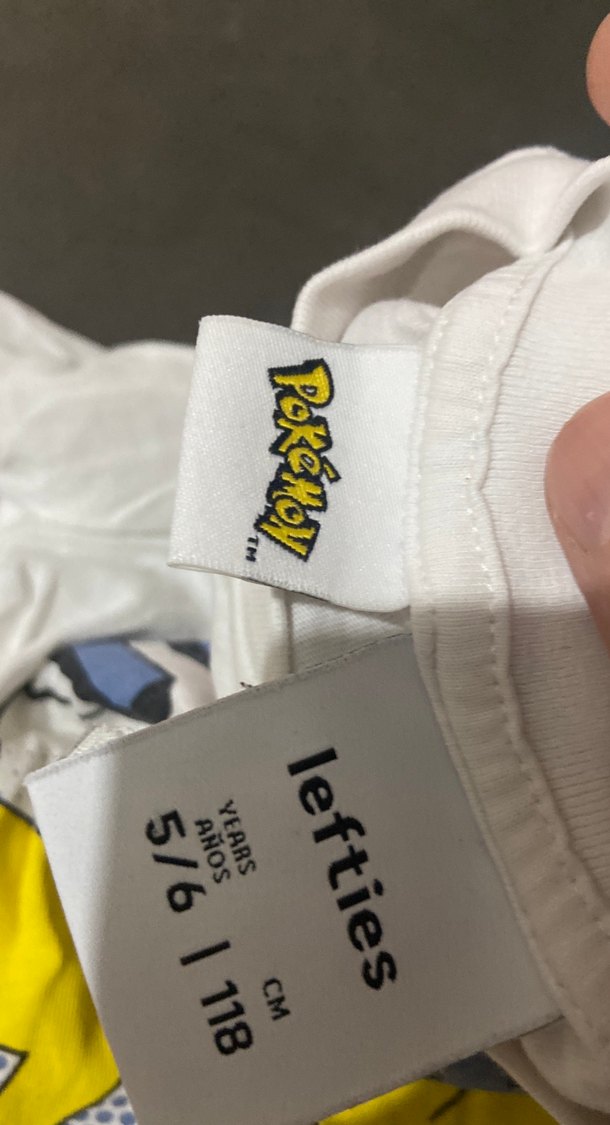 POKéMON
TM
lefties
YEARS
AÑOS
CM
5/6 | 118